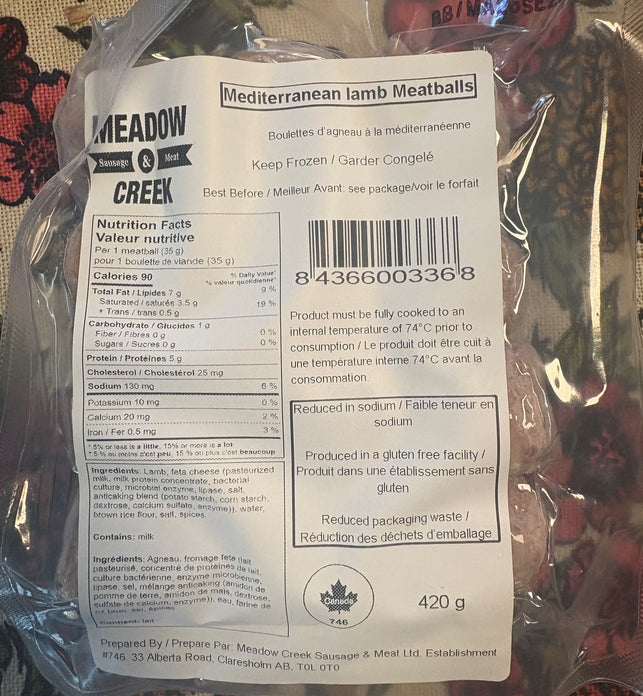 BB/MA
MEADOW
Sausage & Meat
CREEK
Mediterranean lamb Meatballs
Boulettes d'agneau à la méditerranéenne
Keep Frozen / Garder Congelé
Best Before / Meilleur Avant: see package/voir le forfait
Nutrition Facts
Valeur nutritive
Per 1 meatball (35 g)
pour 1 boulette de viande (35 g)
Calories 90
% Daily Value*
% valeur quotidienne*
Total Fat / Lipides 7 g 9 %
Saturated / saturés 3.5 g
+ Trans / trans 0.5 g 19 %
Carbohydrate / Glucides 1 g
Fiber / Fibres 0 g 0 %
Sugars / Sucres 0 g 0 %
Protein / Protéines 5 g
Cholesterol / Cholestérol 25 mg
Sodium 130 mg 6 %
Potassium 10 mg 0 %
Calcium 20 mg 2 %
Iron / Fer 0.5 mg 3 %
* 5% or less is a little, 15% or more is a lot
* 5 % ou moins c'est peu, 15 % ou plus c'est beaucoup
Ingredients: Lamb, feta cheese (pasteurized
milk, milk protein concentrate, bacterial
culture, microbial enzyme, lipase, salt,
anticaking blend (potato starch, corn starch,
dextrose, calcium sulfate, enzyme)), water,
brown rice flour, salt, spices
Contains: milk
Ingrédients: Agneau, fromage feta (lait
pasteurisé, concentré de protéines de lait,
culture bactérienne, enzyme microbienne,
lipase, sel, mélange antioaking (amidon de
pomme de terre, amidon de maïs, dextrose,
sulfate de calcium, enzyme)), eau, farine de
riz brun, sel, épices
Contient: lait
8 43660 0336 8
Product must be fully cooked to an
internal temperature of 74°C prior to
consumption / Le produit doit être cuit à
une température interne 74°C avant la
consommation.
Reduced in sodium / Faible teneur en
sodium
Produced in a gluten free facility /
Produit dans une établissement sans
gluten
Reduced packaging waste /
Réduction des déchets d'emballage
Canada
746
420 g
Prepared By / Prepare Par: Meadow Creek Sausage & Meat Ltd. Establishment
#746. 33 Alberta Road, Claresholm AB, T0L 0T0